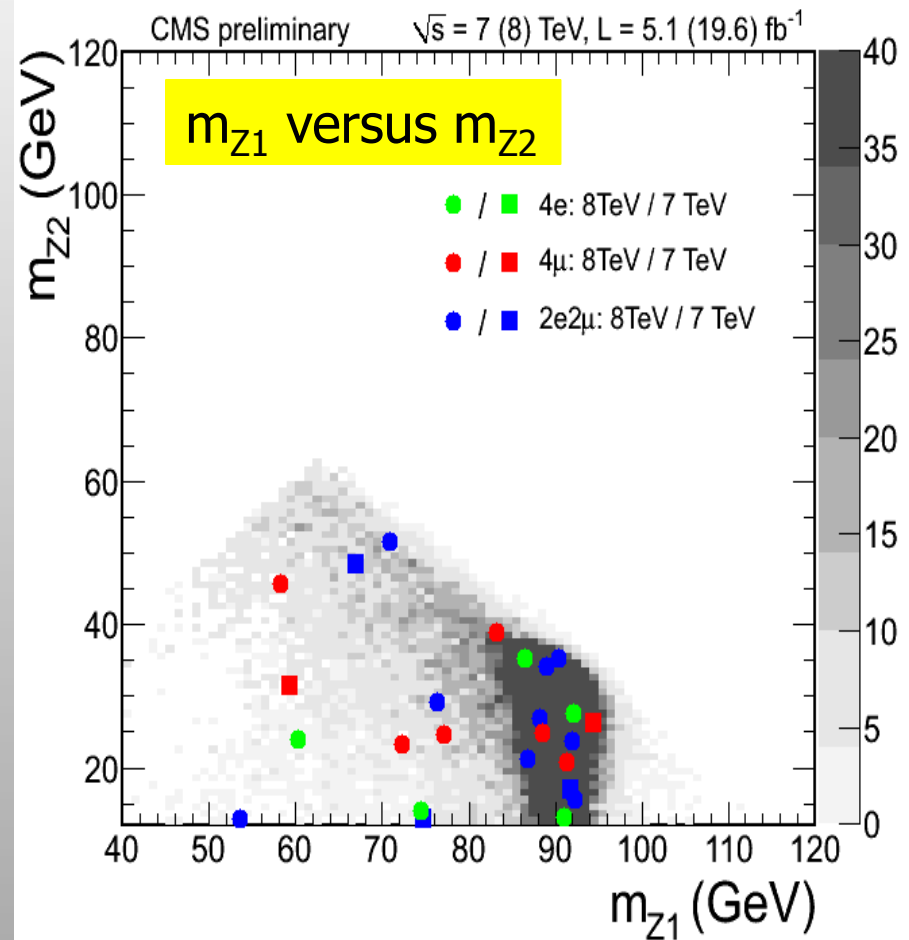 CMS preliminary √s = 7 (8) TeV, L = 5.1 (19.6) fb⁻¹
m_Z1 versus m_Z2
/ 4e: 8TeV / 7 TeV
/ 4μ: 8TeV / 7 TeV
/ 2e2μ: 8TeV / 7 TeV
m_Z2 (GeV)
120
100
80
60
40
20
40 50 60 70 80 90 100 110 120
m_Z1 (GeV)
40
35
30
25
20
15
10
5
0